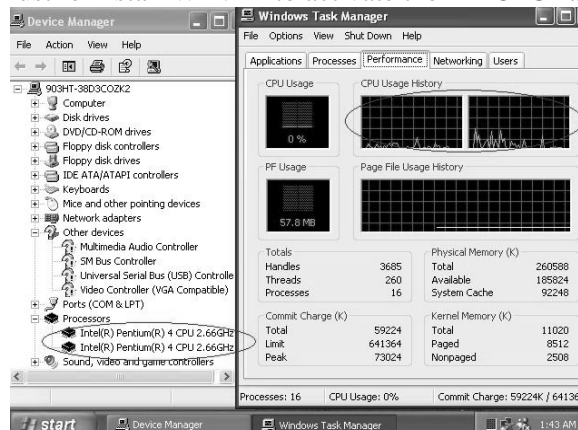 Device Manager
File Action View Help
903HT-38D3COZK2
Computer
Disk drives
DVD/CD-ROM drives
Floppy disk controllers
Floppy disk drives
IDE ATA/ATAPI controllers
Keyboards
Mice and other pointing devices
Network adapters
Other devices
Multimedia Audio Controller
SM Bus Controller
Universal Serial Bus (USB) Controlle
Video Controller (VGA Compatible)
Ports (COM & LPT)
Processors
Intel(R) Pentium(R) 4 CPU 2.66GHz
Intel(R) Pentium(R) 4 CPU 2.66GHz
Sound, video and game controllers
Windows Task Manager
File Options View Shut Down Help
Applications Processes Performance Networking Users
CPU Usage CPU Usage History
0 %
PF Usage Page File Usage History
57.8 MB
Totals
Handles 3685
Threads 260
Processes 16
Physical Memory (K)
Total 260588
Available 185824
System Cache 92248
Commit Charge (K)
Total 59224
Limit 641364
Peak 73024
Kernel Memory (K)
Total 11020
Paged 8512
Nonpaged 2508
Processes: 16 CPU Usage: 0% Commit Charge: 59224K / 64136
start Device Manager Windows Task Manager 1:43 AM